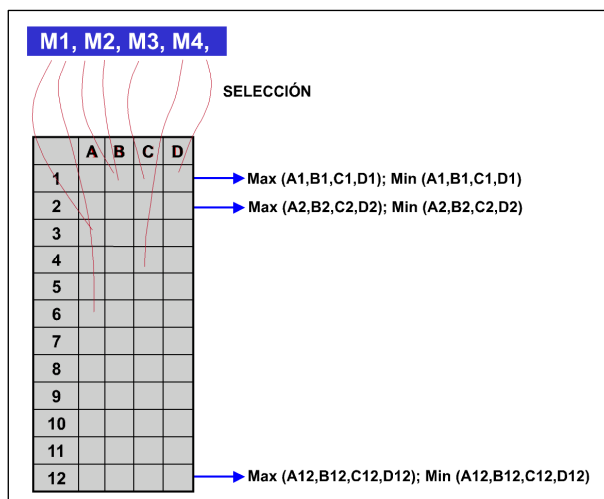 M1, M2, M3, M4,
SELECCIÓN
A B C D
1 Max (A1,B1,C1,D1); Min (A1,B1,C1,D1)
2 Max (A2,B2,C2,D2); Min (A2,B2,C2,D2)
3
4
5
6
7
8
9
10
11
12 Max (A12,B12,C12,D12); Min (A12,B12,C12,D12)